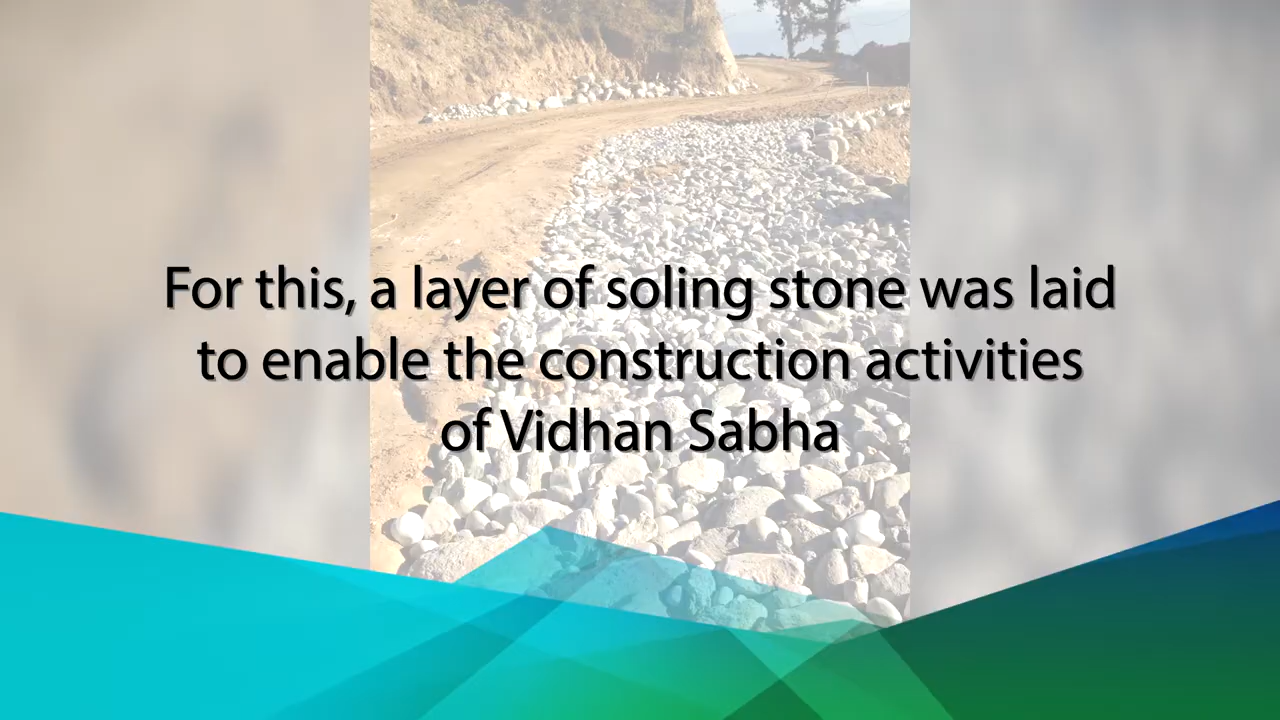 For this, a layer of soling stone was laid
to enable the construction activities
of Vidhan Sabha